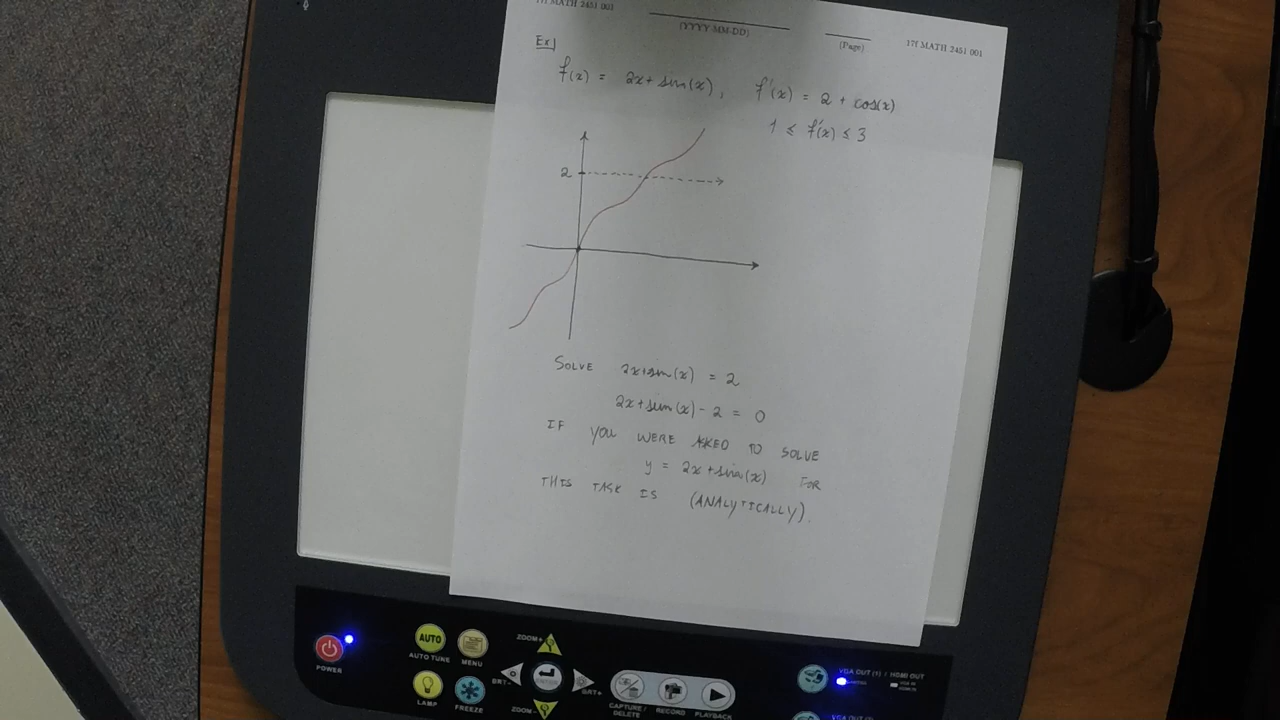 17f MATH 2451 001
(YYYY-MM-DD)
(Page)
17f MATH 2451 001
Ex]
f(x) = 2x+sin(x), f'(x) = 2 + cos(x)
1 ≤ f'(x) ≤ 3
2
SOLVE 2x+sin(x) = 2
2x+sin(x) - 2 = 0
IF YOU WERE ASKED TO SOLVE
y = 2x+sin(x) FOR
THIS TASK IS (ANALYTICALLY).
POWER
AUTO
AUTO TUNE
MENU
LAMP
FREEZE
ZOOM+
BRT-
BRT+
ZOOM-
CAPTURE/
DELETE
RECORD
PLAYBACK
VGA OUT (1) / HDMI OUT